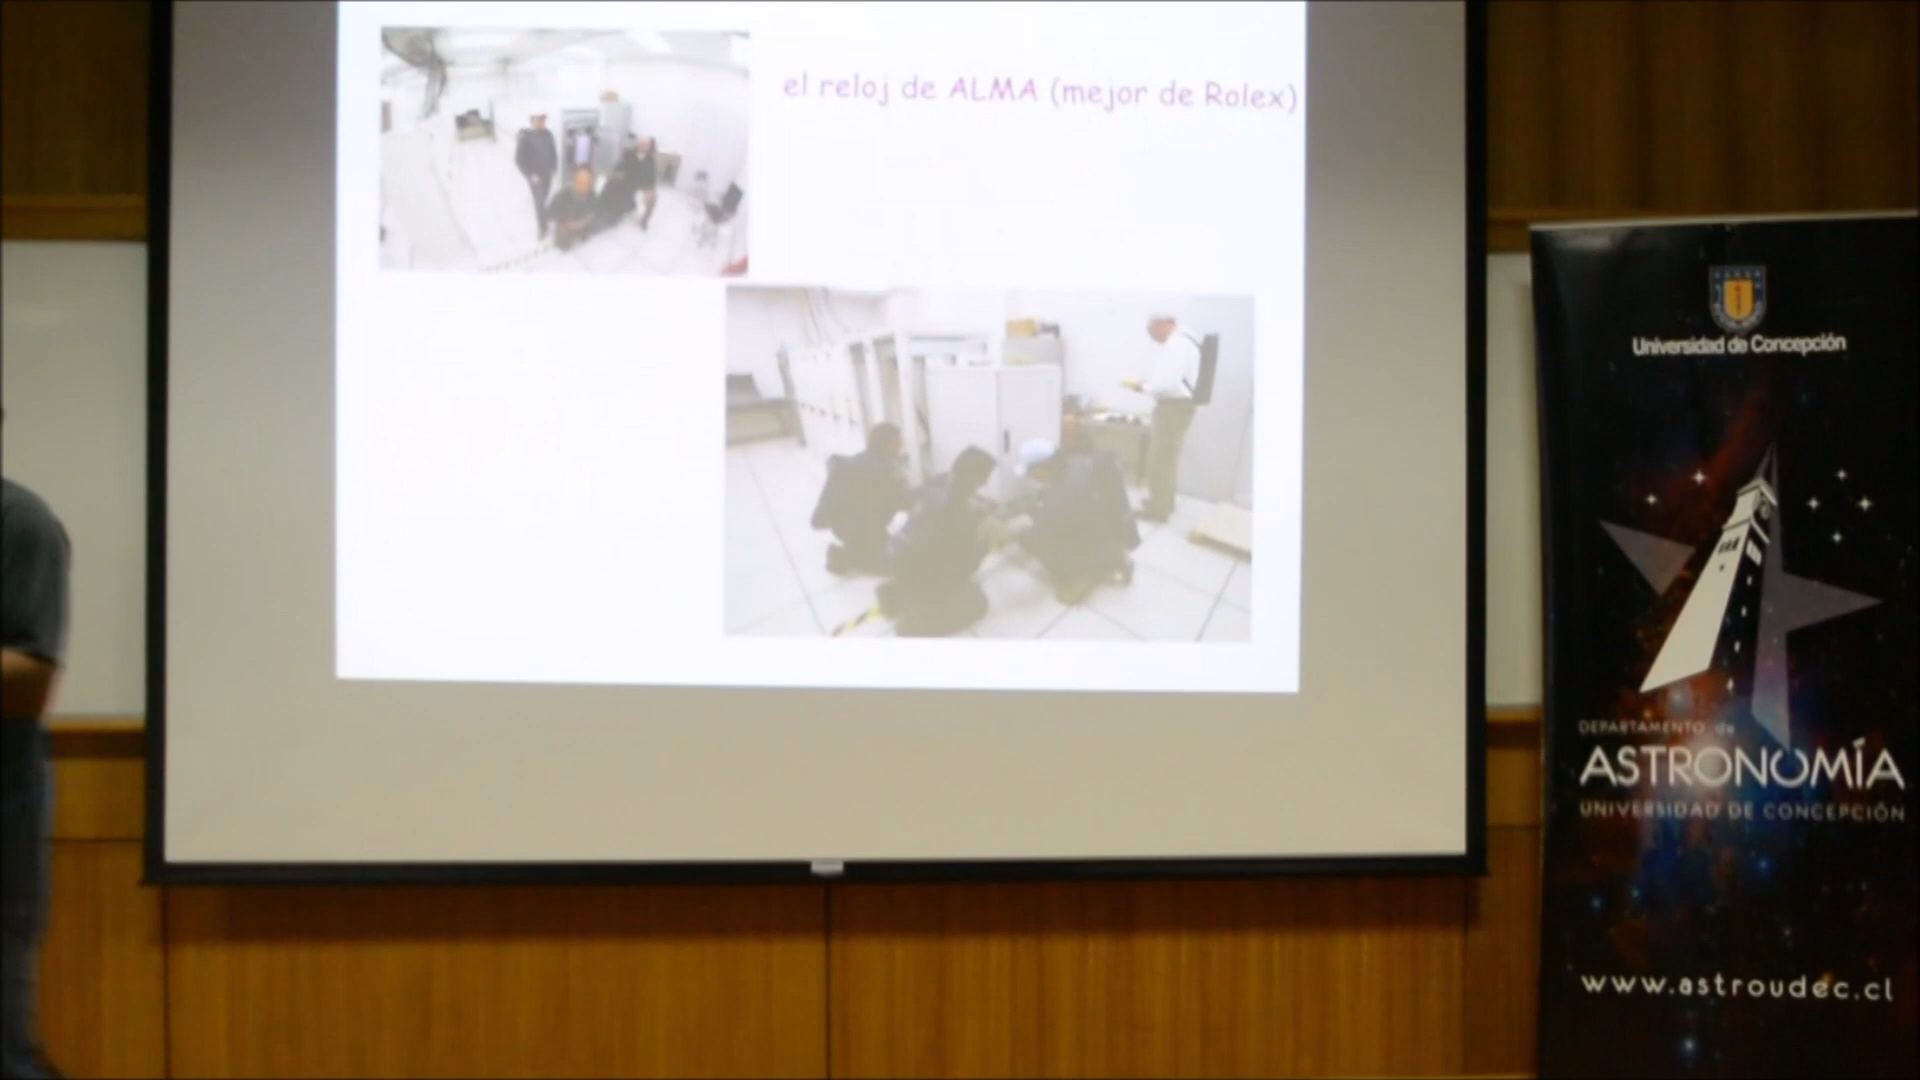 el reloj de ALMA (mejor de Rolex)
Universidad de Concepción
DEPARTAMENTO de
ASTRONOMÍA
UNIVERSIDAD DE CONCEPCIÓN
www.astroudec.cl